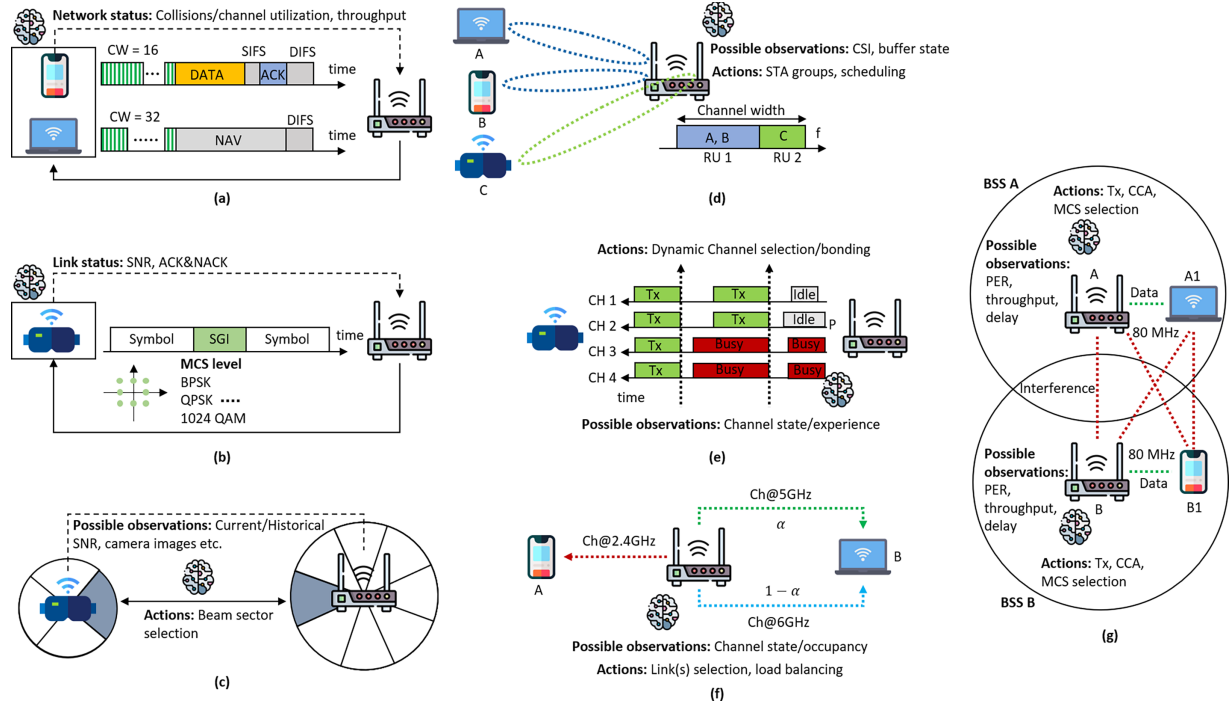 Network status: Collisions/channel utilization, throughput
CW = 16
SIFS
DIFS
DATA
ACK
time
CW = 32
DIFS
NAV
time
(a)
Link status: SNR, ACK&NACK
Symbol
SGI
Symbol
time
MCS level
BPSK
QPSK ....
1024 QAM
(b)
Possible observations: Current/Historical
SNR, camera images etc.
Actions: Beam sector
selection
(c)
A
B
C
Possible observations: CSI, buffer state
Actions: STA groups, scheduling
Channel width
A, B
C
f
RU 1
RU 2
(d)
Actions: Dynamic Channel selection/bonding
CH 1
Tx
Tx
Idle
CH 2
Tx
Tx
Idle
P
CH 3
Tx
Busy
Busy
CH 4
Tx
Busy
Busy
time
Possible observations: Channel state/experience
(e)
Ch@5GHz
α
Ch@2.4GHz
A
B
1 − α
Ch@6GHz
Possible observations: Channel state/occupancy
Actions: Link(s) selection, load balancing
(f)
BSS A
Actions: Tx, CCA,
MCS selection
Possible
observations:
PER,
throughput,
delay
A
A1
Data
80 MHz
Interference
Possible
observations:
PER,
throughput,
delay
80 MHz
Data
B
B1
Actions: Tx, CCA,
MCS selection
BSS B
(g)